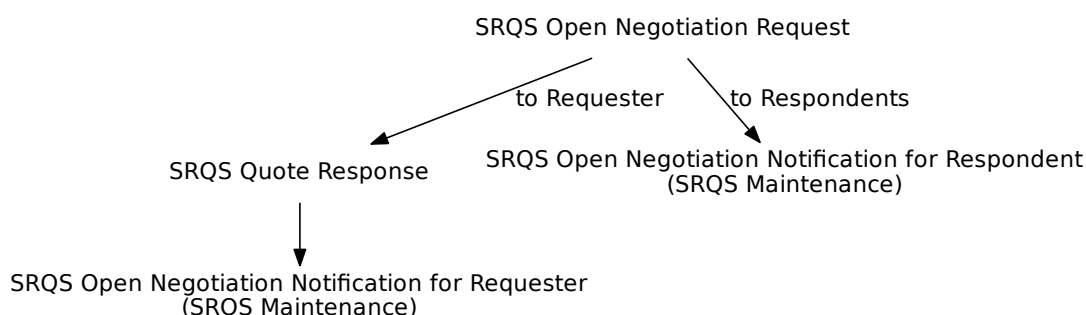 SRQS Open Negotiation Request
to Requester
to Respondents
SRQS Quote Response
SRQS Open Negotiation Notification for Respondent
(SRQS Maintenance)
SRQS Open Negotiation Notification for Requester
(SRQS Maintenance)